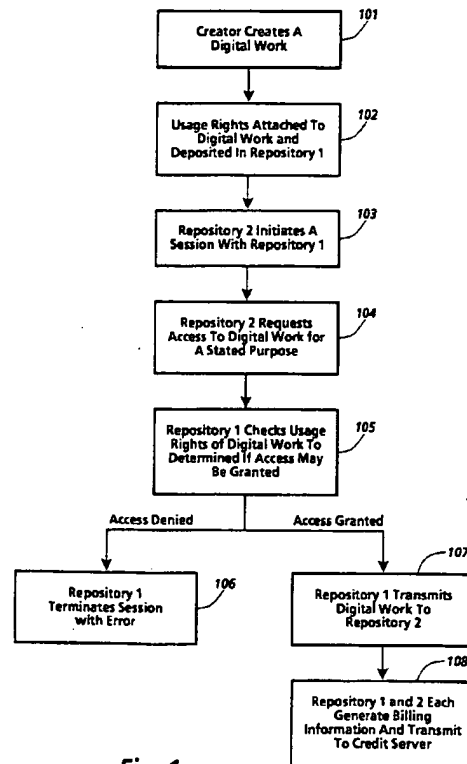 101
Creator Creates A
Digital Work
102
Usage Rights Attached To
Digital Work and
Deposited In Repository 1
103
Repository 2 Initiates A
Session With Repository 1
104
Repository 2 Requests
Access To Digital Work for
A Stated Purpose
105
Repository 1 Checks Usage
Rights of Digital Work To
Determined If Access May
Be Granted
Access Denied
Access Granted
106
Repository 1
Terminates Session
with Error
107
Repository 1 Transmits
Digital Work To
Repository 2
108
Repository 1 and 2 Each
Generate Billing
Information And Transmit
To Credit Server